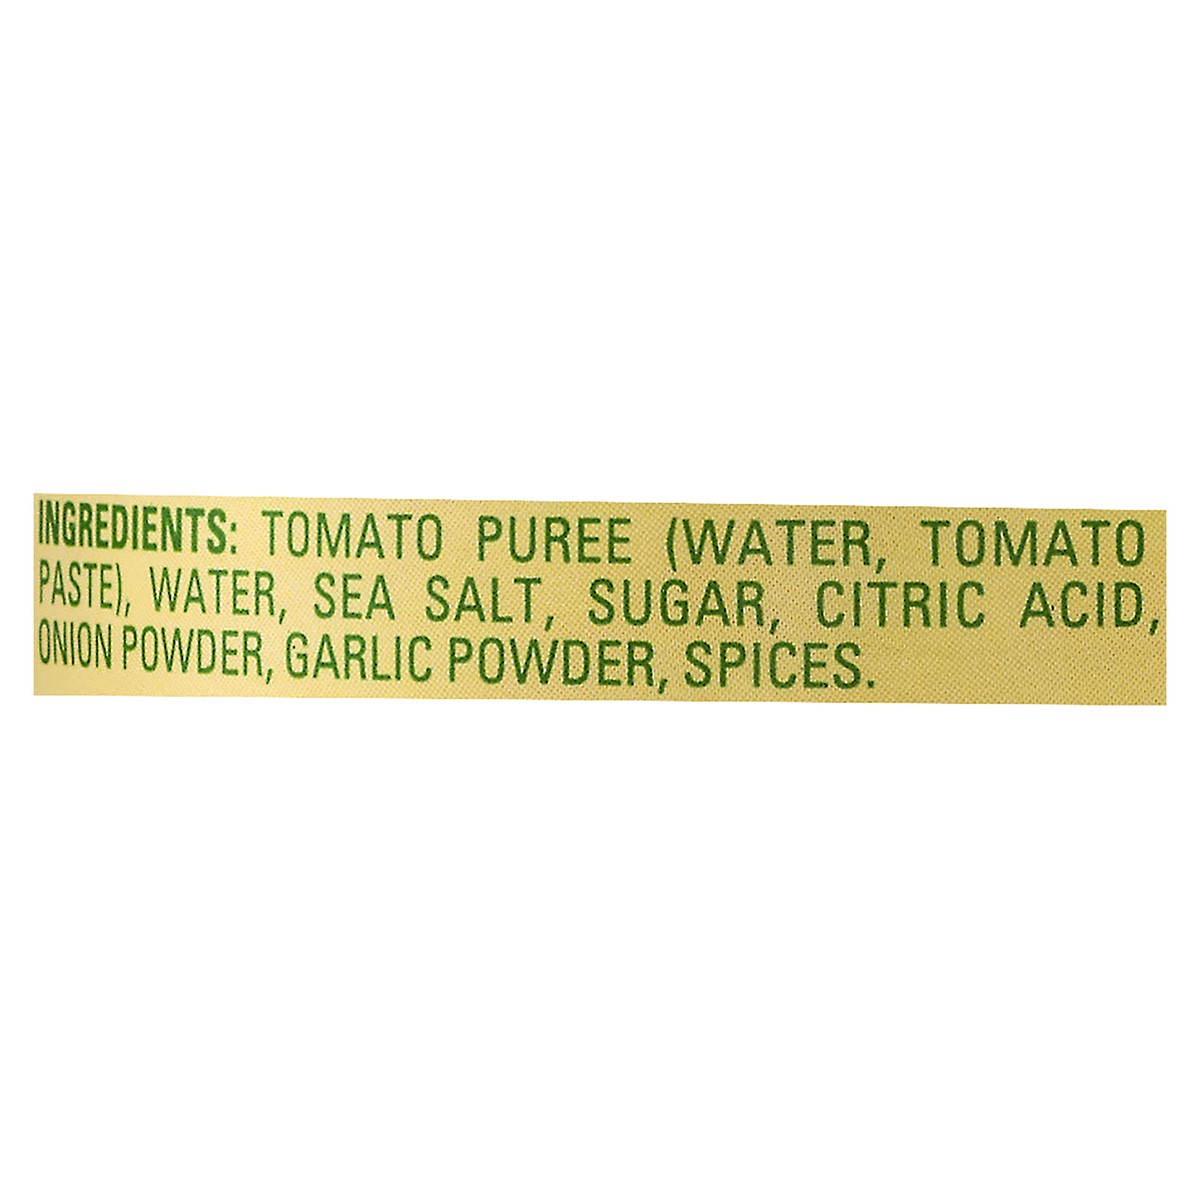 INGREDIENTS: TOMATO PUREE (WATER, TOMATO
PASTE), WATER, SEA SALT, SUGAR, CITRIC ACID,
ONION POWDER, GARLIC POWDER, SPICES.